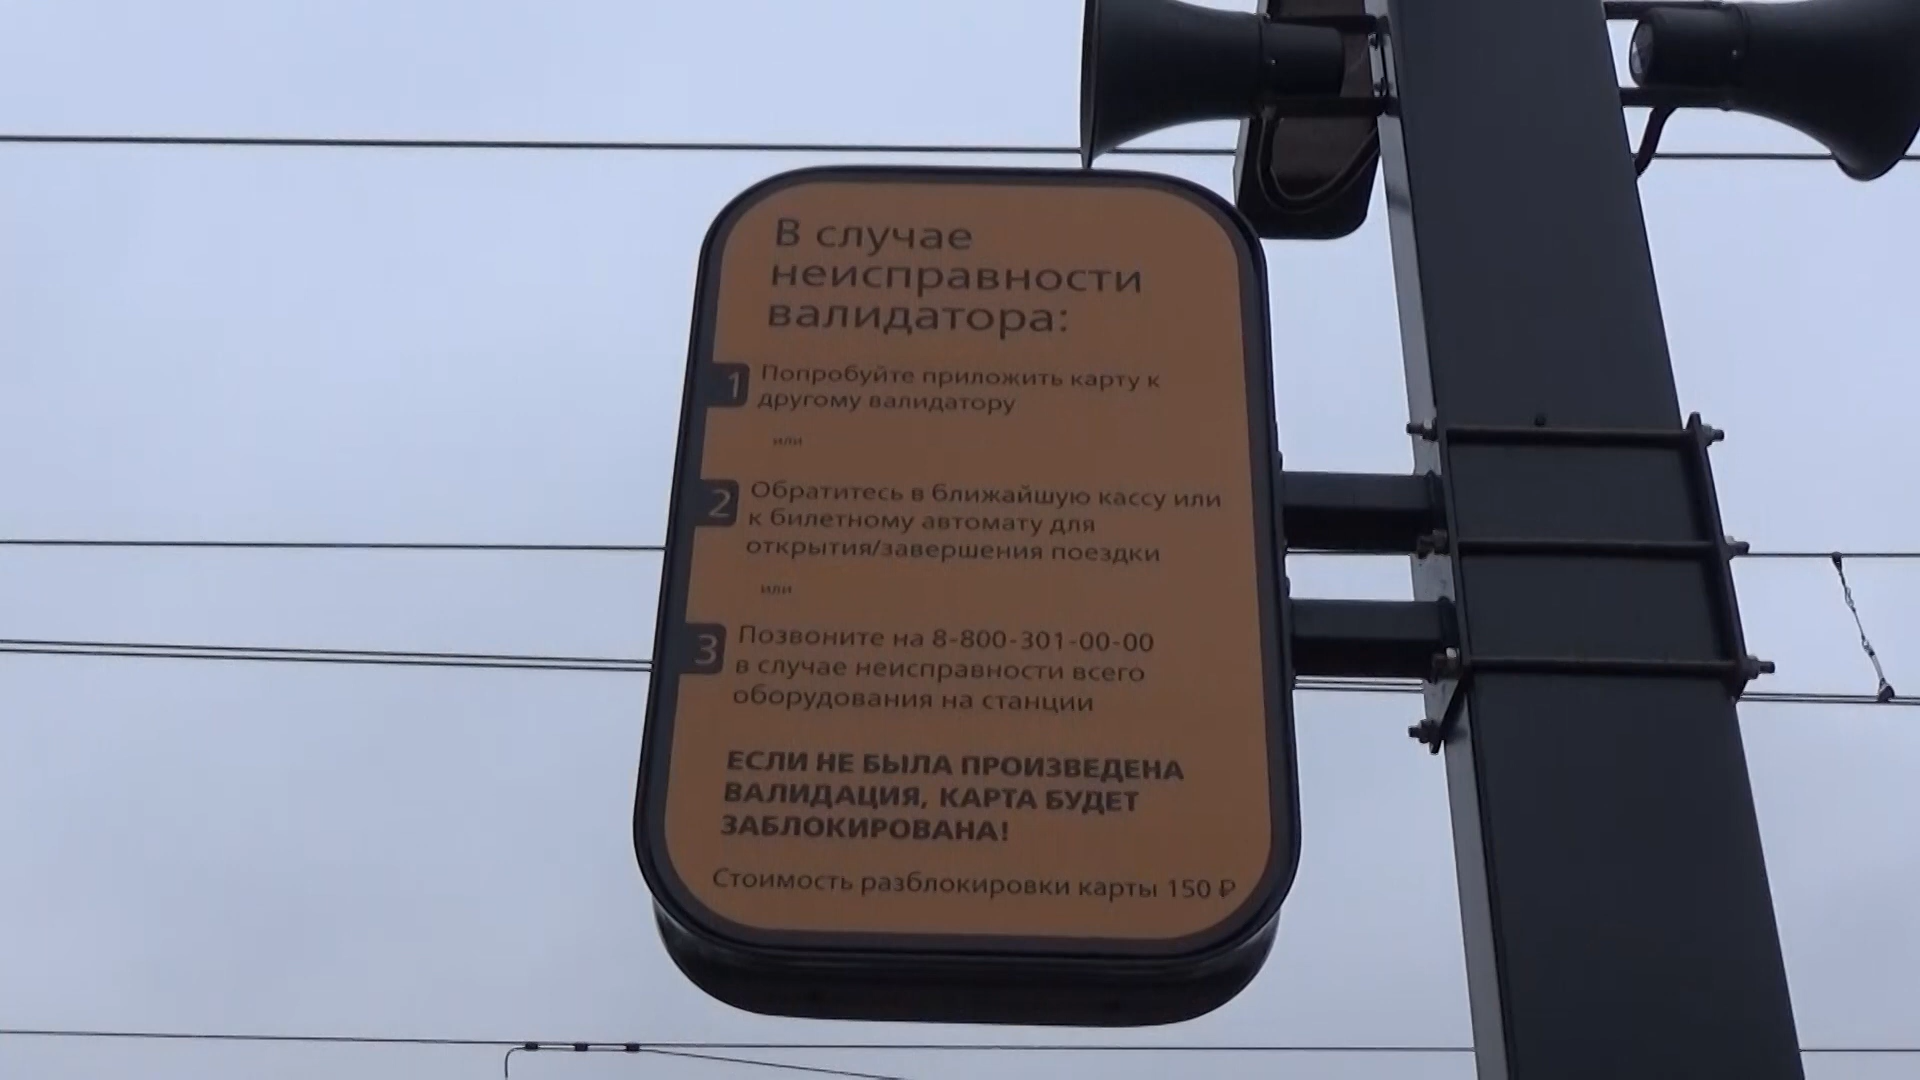 В случае
неисправности
валидатора:
1 Попробуйте приложить карту к
другому валидатору
или
2 Обратитесь в ближайшую кассу или
к билетному автомату для
открытия/завершения поездки
или
3 Позвоните на 8-800-301-00-00
в случае неисправности всего
оборудования на станции
ЕСЛИ НЕ БЫЛА ПРОИЗВЕДЕНА
ВАЛИДАЦИЯ, КАРТА БУДЕТ
ЗАБЛОКИРОВАНА!
Стоимость разблокировки карты 150 ₽